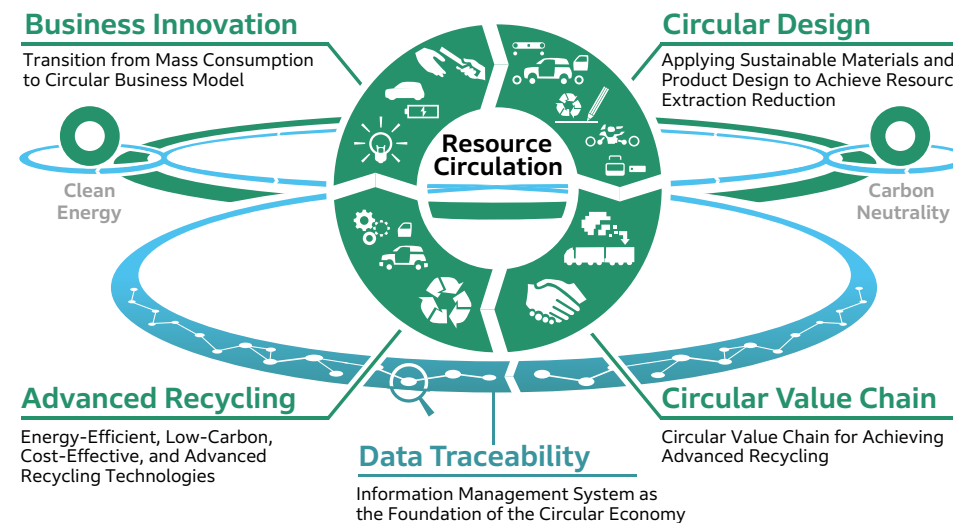 Business Innovation
Transition from Mass Consumption
to Circular Business Model
Circular Design
Applying Sustainable Materials and
Product Design to Achieve Resourc
Extraction Reduction
Resource
Circulation
Clean
Energy
Carbon
Neutrality
Advanced Recycling
Energy-Efficient, Low-Carbon,
Cost-Effective, and Advanced
Recycling Technologies
Data Traceability
Information Management System as
the Foundation of the Circular Economy
Circular Value Chain
Circular Value Chain for Achieving
Advanced Recycling